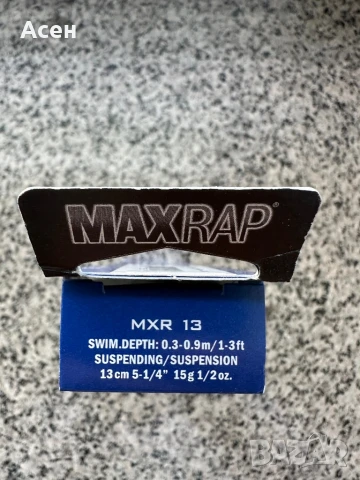 Асен
MAXRAP®
MXR 13
SWIM.DEPTH: 0.3-0.9m/1-3ft
SUSPENDING/SUSPENSION
13cm 5-1/4" 15g 1/2oz.
BAZAR